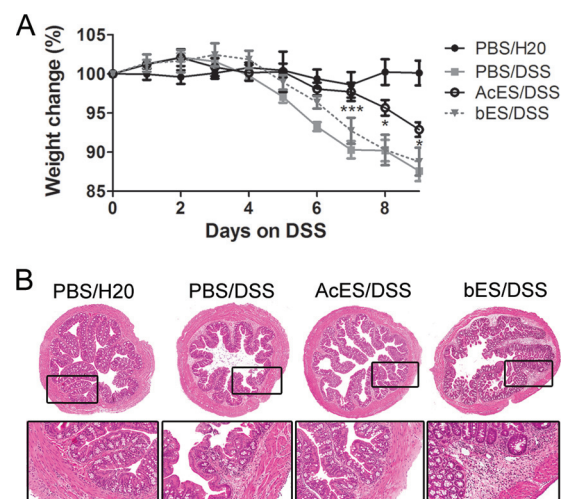 A
Weight change (%)
105
100
95
90
85
0
2
4
6
8
Days on DSS
***
*
*
PBS/H20
PBS/DSS
AcES/DSS
bES/DSS
B
PBS/H20
PBS/DSS
AcES/DSS
bES/DSS